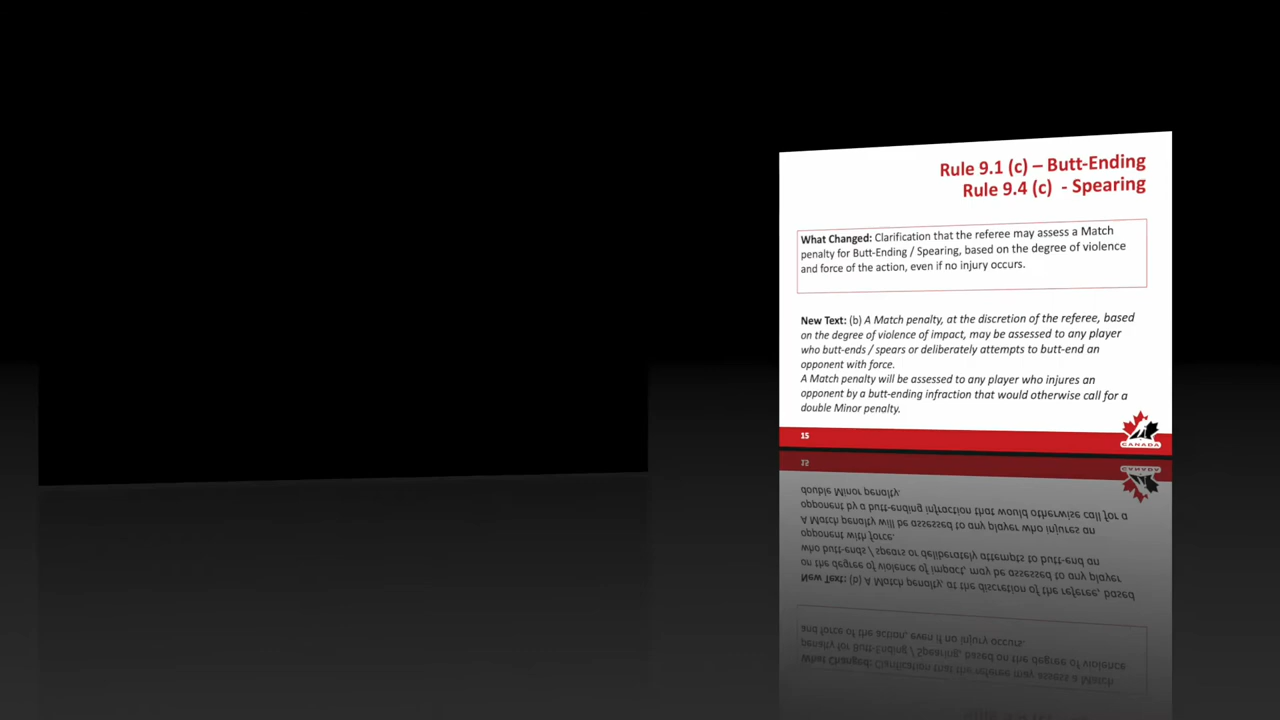 Rule 9.1 (c) – Butt-Ending
Rule 9.4 (c) - Spearing
What Changed: Clarification that the referee may assess a Match
penalty for Butt-Ending / Spearing, based on the degree of violence
and force of the action, even if no injury occurs.
New Text: (b) A Match penalty, at the discretion of the referee, based
on the degree of violence of impact, may be assessed to any player
who butt-ends / spears or deliberately attempts to butt-end an
opponent with force.
A Match penalty will be assessed to any player who injures an
opponent by a butt-ending infraction that would otherwise call for a
double Minor penalty.
15
CANADA